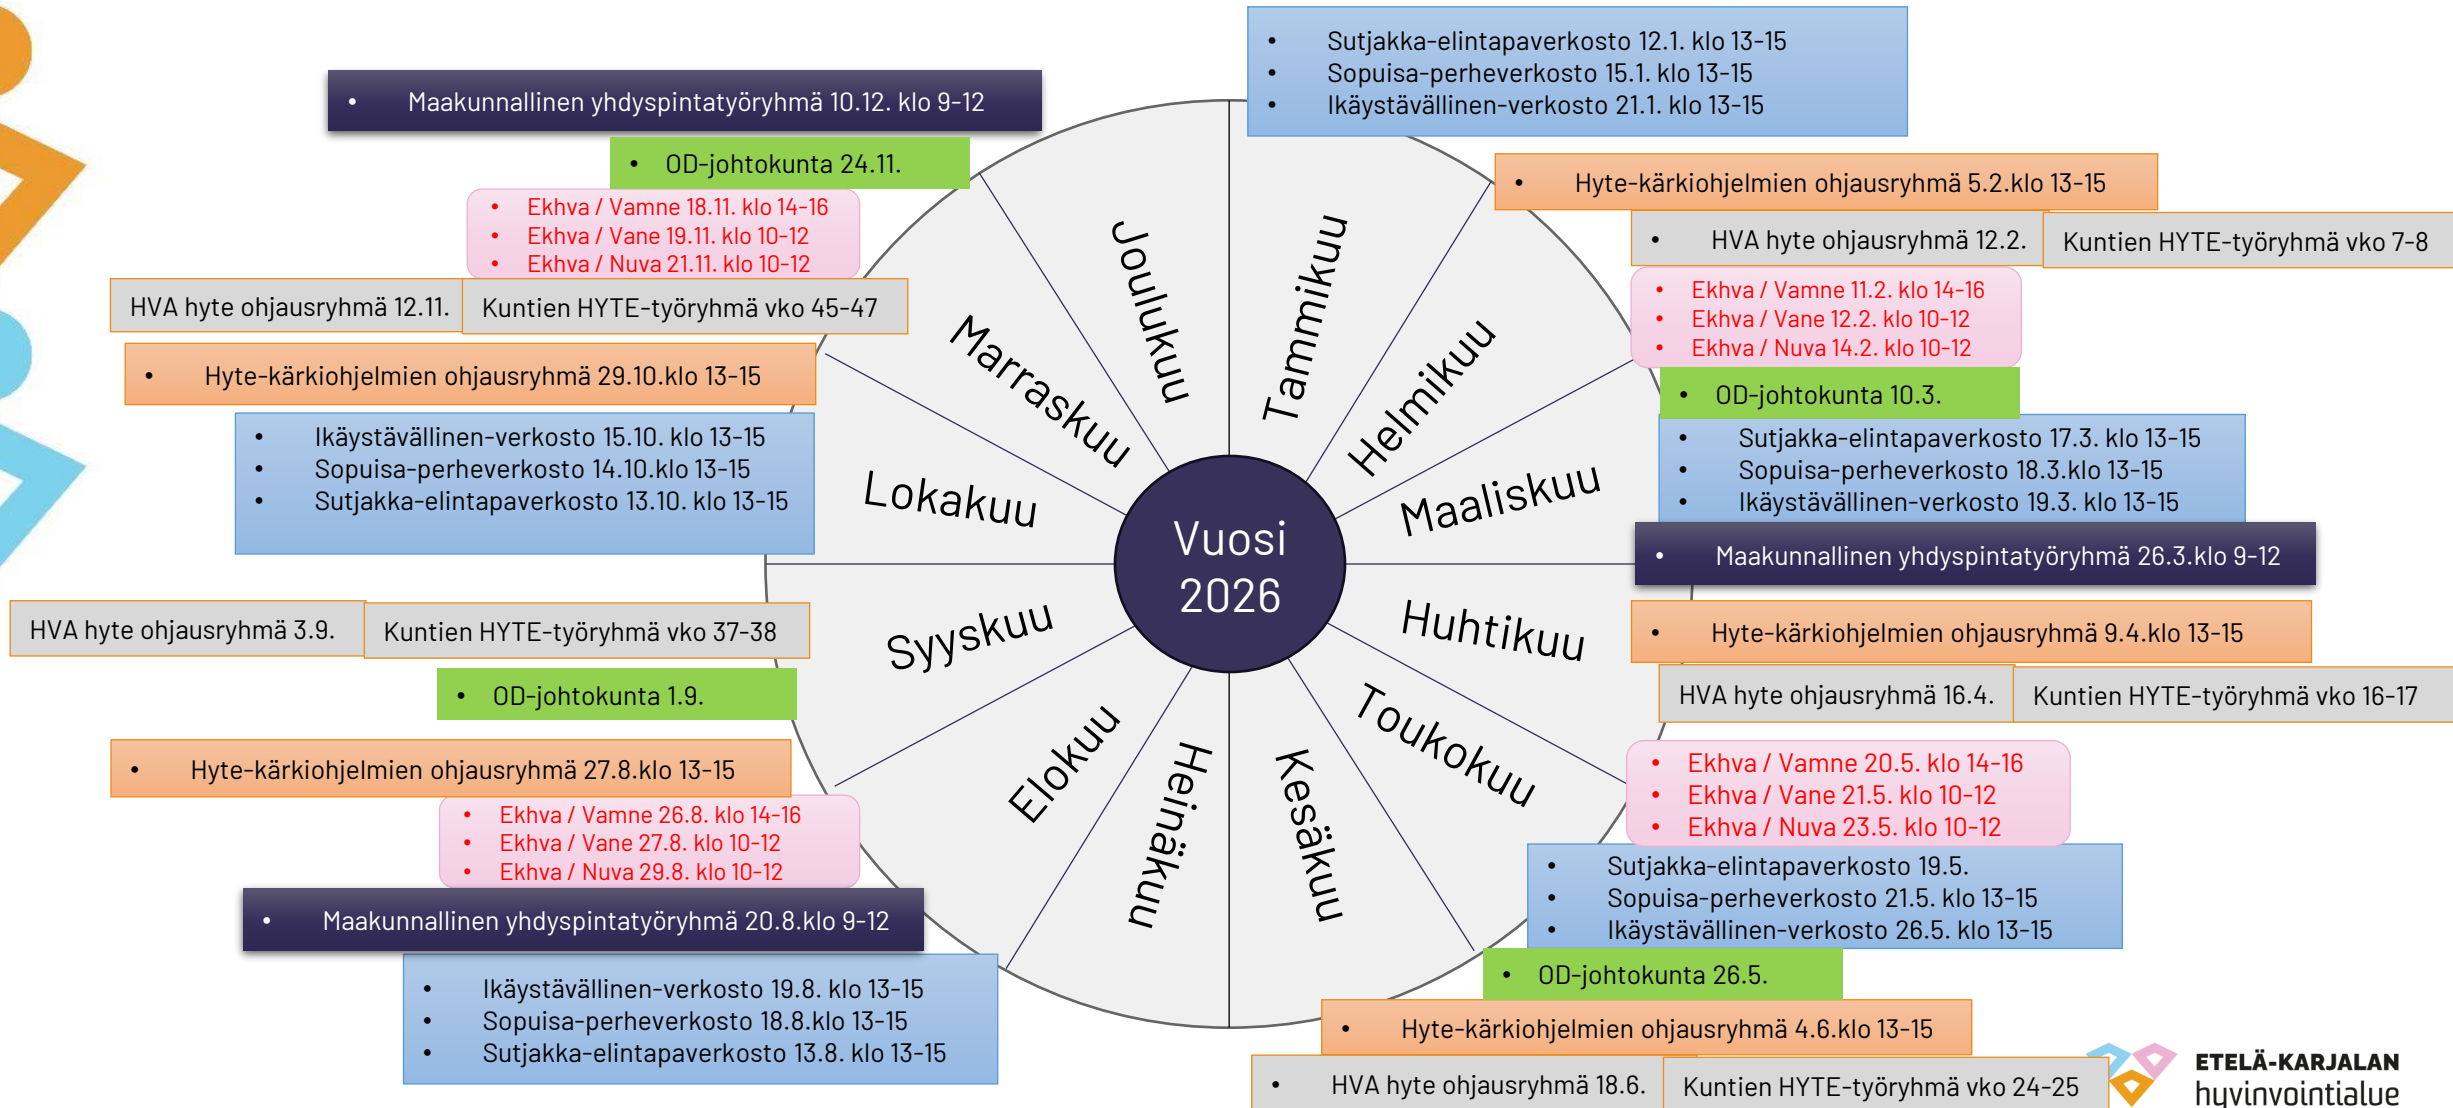 • Sutjakka-elintapaverkosto 12.1. klo 13-15
• Sopuisa-perheverkosto 15.1. klo 13-15
• Ikäystävällinen-verkosto 21.1. klo 13-15
• Hyte-kärkiohjelmien ohjausryhmä 5.2.klo 13-15
• HVA hyte ohjausryhmä 12.2.
Kuntien HYTE-työryhmä vko 7-8
• Ekhva / Vamne 11.2. klo 14-16
• Ekhva / Vane 12.2. klo 10-12
• Ekhva / Nuva 14.2. klo 10-12
• OD-johtokunta 10.3.
• Sutjakka-elintapaverkosto 17.3. klo 13-15
• Sopuisa-perheverkosto 18.3.klo 13-15
• Ikäystävällinen-verkosto 19.3. klo 13-15
• Maakunnallinen yhdyspintatyöryhmä 26.3.klo 9-12
• Hyte-kärkiohjelmien ohjausryhmä 9.4.klo 13-15
HVA hyte ohjausryhmä 16.4.
Kuntien HYTE-työryhmä vko 16-17
• Ekhva / Vamne 20.5. klo 14-16
• Ekhva / Vane 21.5. klo 10-12
• Ekhva / Nuva 23.5. klo 10-12
• Sutjakka-elintapaverkosto 19.5.
• Sopuisa-perheverkosto 21.5. klo 13-15
• Ikäystävällinen-verkosto 26.5. klo 13-15
• OD-johtokunta 26.5.
• Hyte-kärkiohjelmien ohjausryhmä 4.6.klo 13-15
• HVA hyte ohjausryhmä 18.6.
Kuntien HYTE-työryhmä vko 24-25
• Maakunnallinen yhdyspintatyöryhmä 10.12. klo 9-12
• OD-johtokunta 24.11.
• Ekhva / Vamne 18.11. klo 14-16
• Ekhva / Vane 19.11. klo 10-12
• Ekhva / Nuva 21.11. klo 10-12
HVA hyte ohjausryhmä 12.11.
Kuntien HYTE-työryhmä vko 45-47
• Hyte-kärkiohjelmien ohjausryhmä 29.10.klo 13-15
• Ikäystävällinen-verkosto 15.10. klo 13-15
• Sopuisa-perheverkosto 14.10.klo 13-15
• Sutjakka-elintapaverkosto 13.10. klo 13-15
HVA hyte ohjausryhmä 3.9.
Kuntien HYTE-työryhmä vko 37-38
• OD-johtokunta 1.9.
• Hyte-kärkiohjelmien ohjausryhmä 27.8.klo 13-15
• Ekhva / Vamne 26.8. klo 14-16
• Ekhva / Vane 27.8. klo 10-12
• Ekhva / Nuva 29.8. klo 10-12
• Maakunnallinen yhdyspintatyöryhmä 20.8.klo 9-12
• Ikäystävällinen-verkosto 19.8. klo 13-15
• Sopuisa-perheverkosto 18.8.klo 13-15
• Sutjakka-elintapaverkosto 13.8. klo 13-15
Tammikuu
Helmikuu
Maaliskuu
Huhtikuu
Toukokuu
Kesäkuu
Heinäkuu
Elokuu
Syyskuu
Lokakuu
Marraskuu
Joulukuu
Vuosi
2026
ETELÄ-KARJALAN
hyvinvointialue